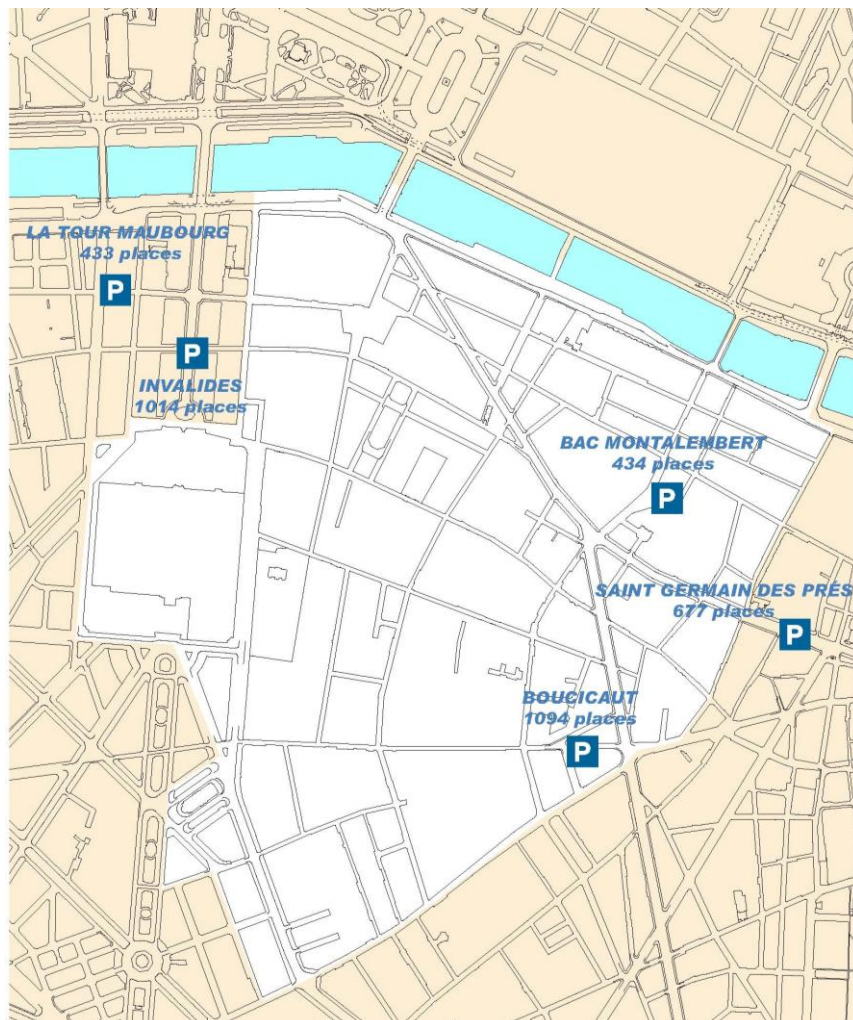 LA TOUR MAUBOURG
433 places
P
P
INVALIDES
1014 places
BAC MONTALEMBERT
434 places
P
SAINT GERMAIN DES PRÉS
677 places
P
BOUCICAUT
1094 places
P